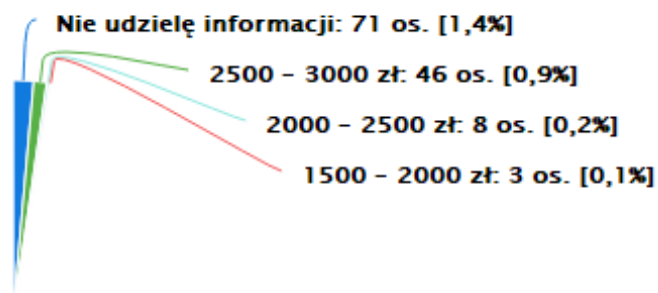 Nie udzielę informacji: 71 os. [1,4%]
2500 – 3000 zł: 46 os. [0,9%]
2000 – 2500 zł: 8 os. [0,2%]
1500 – 2000 zł: 3 os. [0,1%]